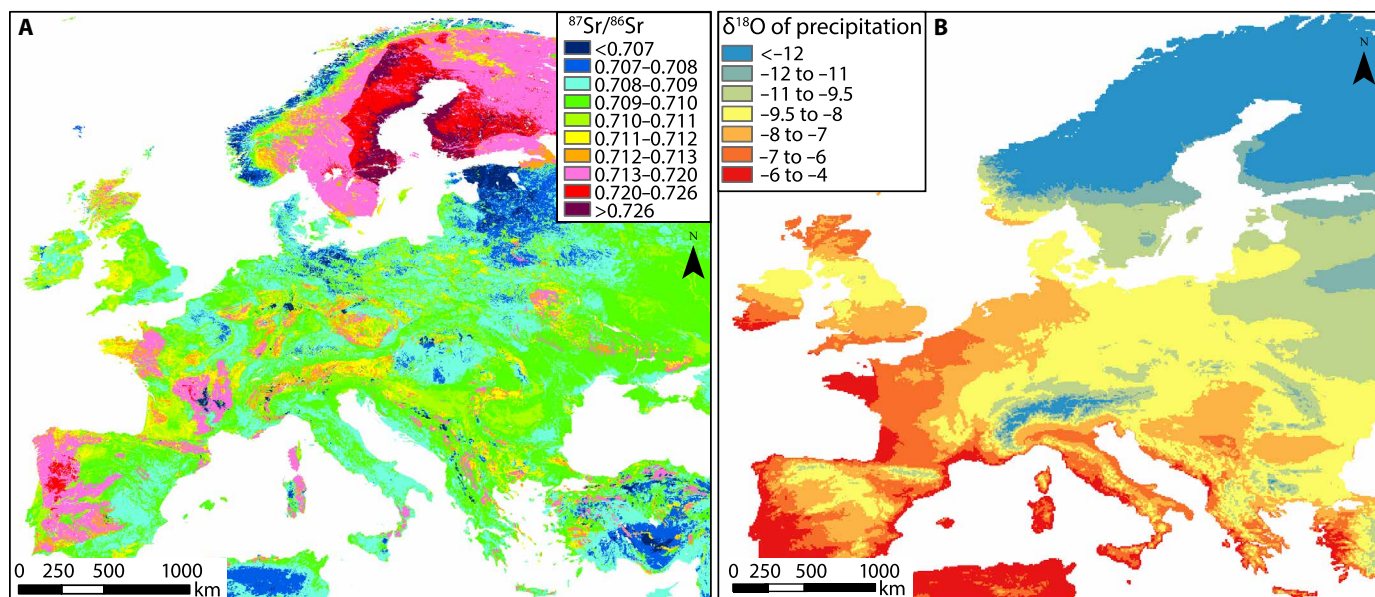 A
⁸⁷Sr/⁸⁶Sr
<0.707
0.707–0.708
0.708–0.709
0.709–0.710
0.710–0.711
0.711–0.712
0.712–0.713
0.713–0.720
0.720–0.726
>0.726
N
0 250 500 1000
km
δ¹⁸O of precipitation
<–12
–12 to –11
–11 to –9.5
–9.5 to –8
–8 to –7
–7 to –6
–6 to –4
B
N
0 250 500 1000
km